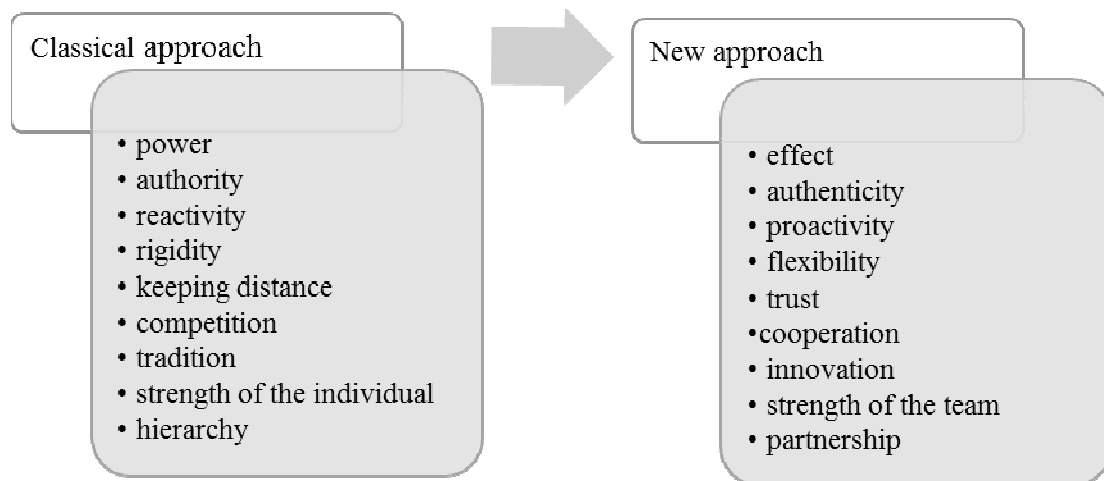 Classical approach
• power
• authority
• reactivity
• rigidity
• keeping distance
• competition
• tradition
• strength of the individual
• hierarchy
New approach
• effect
• authenticity
• proactivity
• flexibility
• trust
•cooperation
• innovation
• strength of the team
• partnership